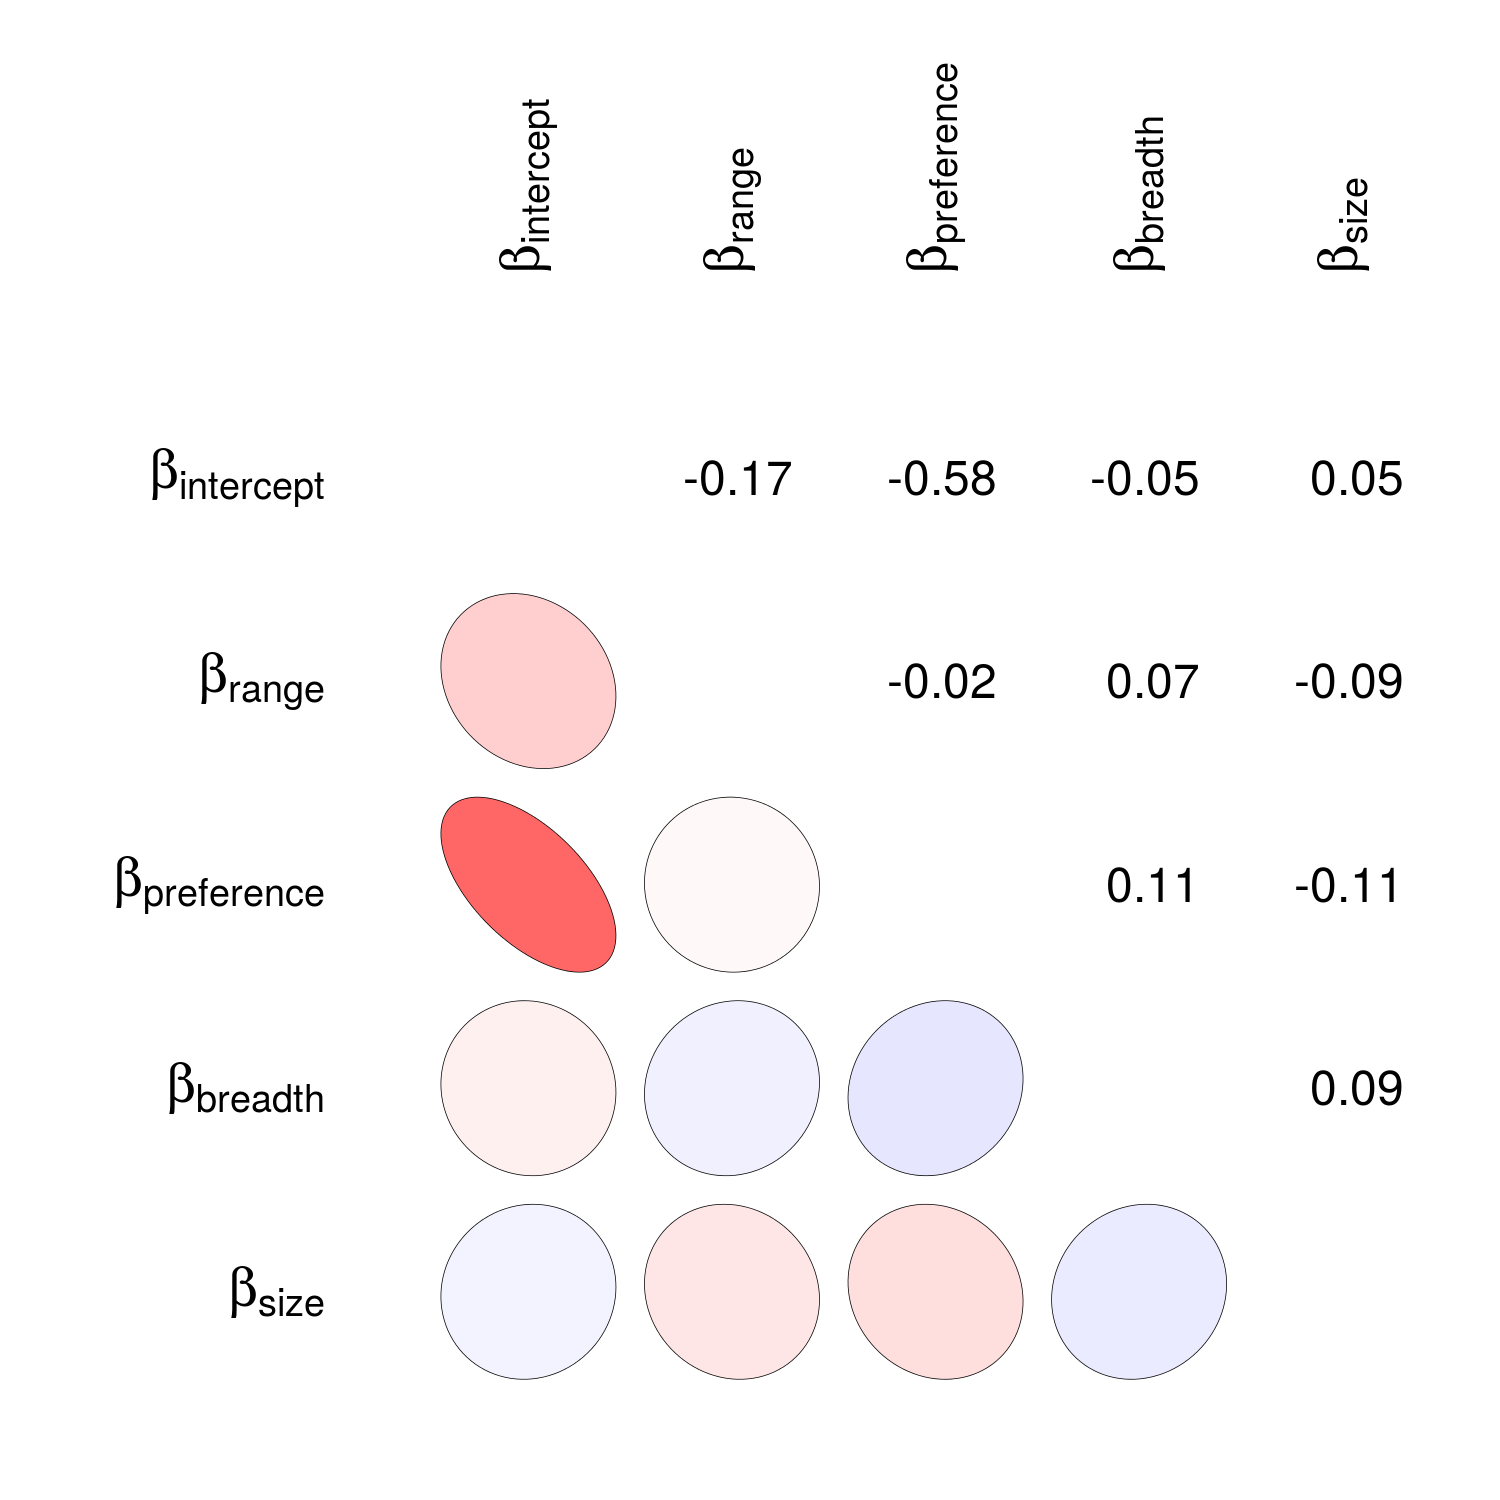 βintercept βrange βpreference βbreadth βsize
βintercept -0.17 -0.58 -0.05 0.05
βrange -0.02 0.07 -0.09
βpreference 0.11 -0.11
βbreadth 0.09
βsize